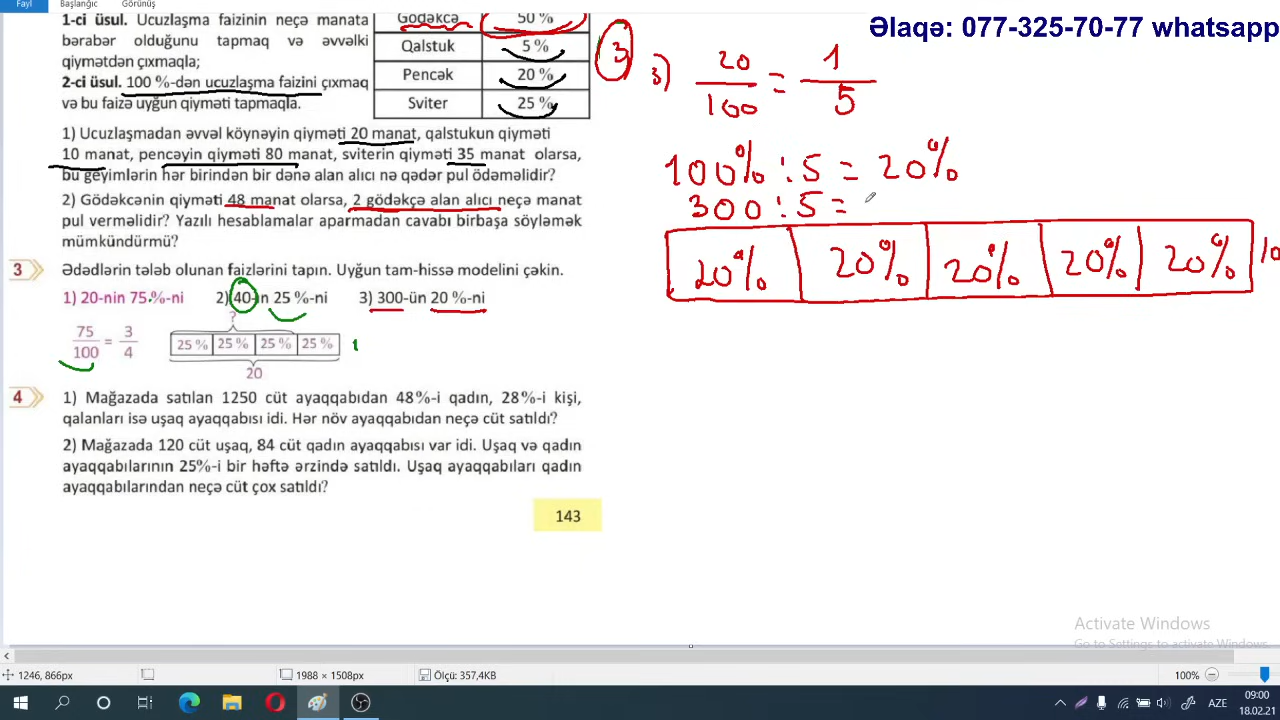 Fayl Başlanğıc Görünüş
Əlaqə: 077-325-70-77 whatsapp
1-ci üsul. Ucuzlaşma faizinin neçə manata
bərabər olduğunu tapmaq və əvvəlki
qiymətdən çıxmaqla;
2-ci üsul. 100 %-dən ucuzlaşma faizini çıxmaq
və bu faizə uyğun qiyməti tapmaqla.
Gödəkcə 50 %
Qalstuk 5 %
Pencək 20 %
Sviter 25 %
1) Ucuzlaşmadan əvvəl köynəyin qiyməti 20 manat, qalstukun qiyməti
10 manat, pencəyin qiyməti 80 manat, sviterin qiyməti 35 manat olarsa,
bu geyimlərin hər birindən bir dənə alan alıcı nə qədər pul ödəməlidir?
2) Gödəkcənin qiyməti 48 manat olarsa, 2 gödəkçə alan alıcı neçə manat
pul verməlidir? Yazılı hesablamalar aparmadan cavabı birbaşa söyləmək
mümkündürmü?
3 Ədədlərin tələb olunan faizlərini tapın. Uyğun tam-hissə modelini çəkin.
1) 20-nin 75 %-ni 2) 40-ın 25 %-ni 3) 300-ün 20 %-ni
75/100 = 3/4
?
25 % 25 % 25 % 25 % 1
20
4 1) Mağazada satılan 1250 cüt ayaqqabıdan 48%-i qadın, 28%-i kişi,
qalanları isə uşaq ayaqqabısı idi. Hər növ ayaqqabıdan neçə cüt satıldı?
2) Mağazada 120 cüt uşaq, 84 cüt qadın ayaqqabısı var idi. Uşaq və qadın
ayaqqabılarının 25%-i bir həftə ərzində satıldı. Uşaq ayaqqabıları qadın
ayaqqabılarından neçə cüt çox satıldı?
143
3
3) 20/100 = 1/5
100% : 5 = 20%
300 : 5 =
20% 20% 20% 20% 20% 10
Activate Windows
Go to Settings to activate Windows.
1246, 866px 1988 × 1508px Ölçü: 357,4KB 100%
AZE
09:00
18.02.21